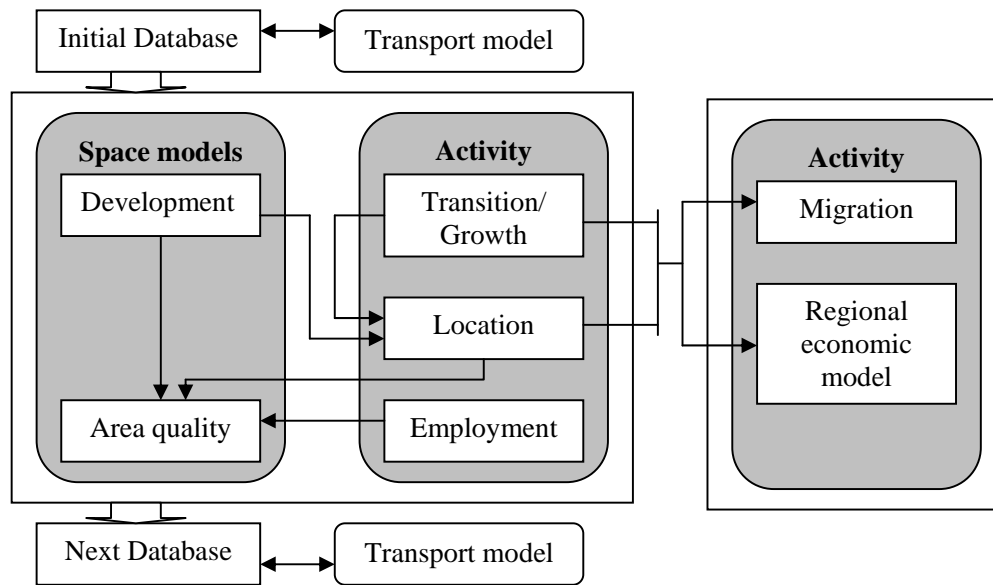 Initial Database
Transport model
Space models
Development
Area quality
Activity
Transition/
Growth
Location
Employment
Activity
Migration
Regional
economic
model
Next Database
Transport model